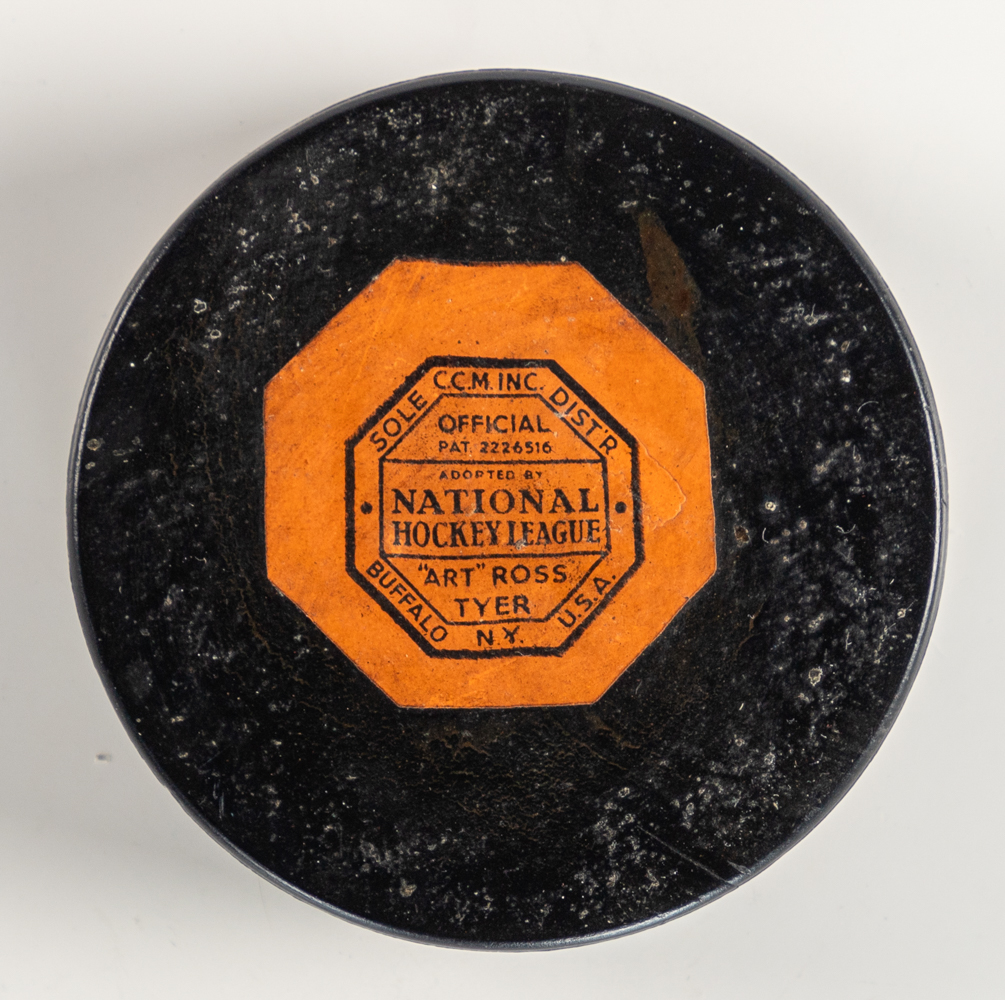 SOLE C.C.M. INC. DIST'R
OFFICIAL
PAT. 2226516
ADOPTED BY
NATIONAL
HOCKEY LEAGUE
"ART" ROSS
TYER
BUFFALO N.Y. U.S.A.